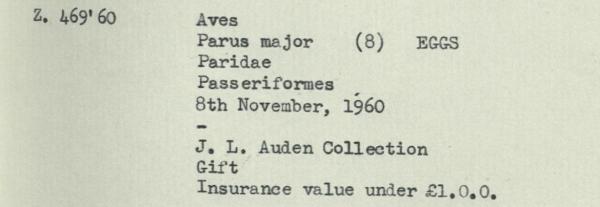 Z. 469'60 Aves
Parus major (8) EGGS
Paridae
Passeriformes
8th November, 1960
-
J. L. Auden Collection
Gift
Insurance value under £1.0.0.